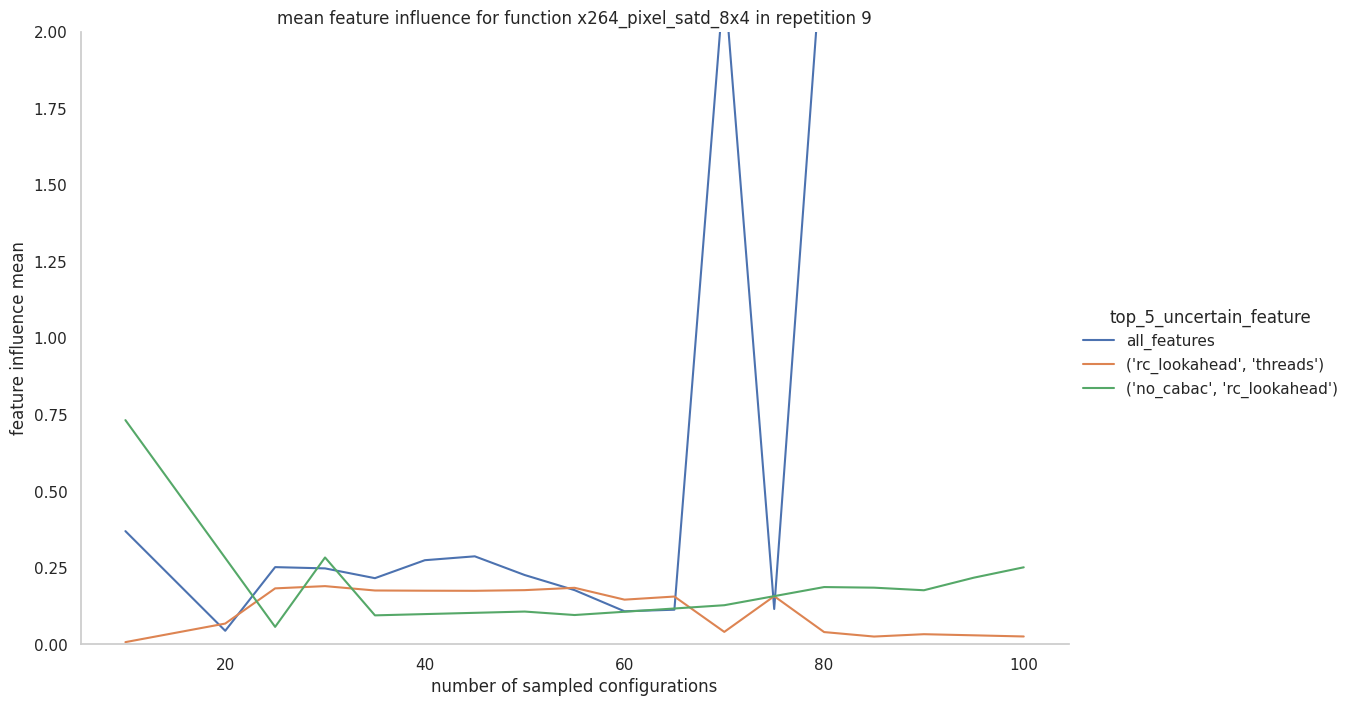 mean feature influence for function x264_pixel_satd_8x4 in repetition 9
2.00
1.75
1.50
1.25
1.00
0.75
0.50
0.25
0.00
feature influence mean
20
40
60
80
100
number of sampled configurations
top_5_uncertain_feature
all_features
('rc_lookahead', 'threads')
('no_cabac', 'rc_lookahead')